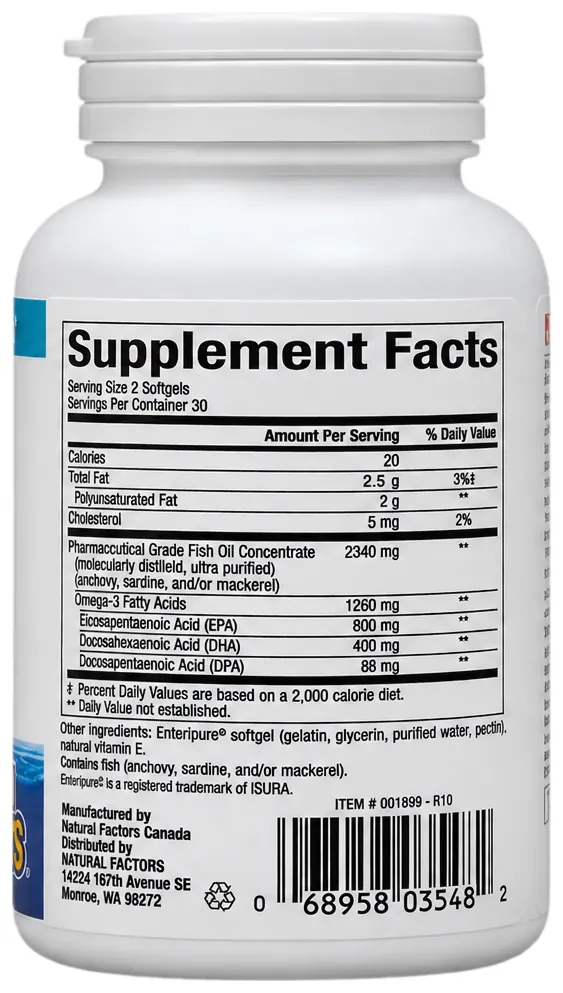 Supplement Facts
Serving Size 2 Softgels
Servings Per Container 30
Amount Per Serving % Daily Value
Calories 20
Total Fat 2.5 g 3%‡
Polyunsaturated Fat 2 g **
Cholesterol 5 mg 2%
Pharmaccutical Grade Fish Oil Concentrate 2340 mg **
(molecularly distlleld, ultra purified)
(anchovy, sardine, and/or mackerel)
Omega-3 Fatty Acids 1260 mg **
Eicosapentaenoic Acid (EPA) 800 mg **
Docosahexaenoic Acid (DHA) 400 mg **
Docosapentaenoic Acid (DPA) 88 mg **
‡ Percent Daily Values are based on a 2,000 calorie diet.
** Daily Value not established.
Other ingredients: Enteripure® softgel (gelatin, glycerin, purified water, pectin).
natural vitamin E.
Contains fish (anchovy, sardine, and/or mackerel).
Enteripure® is a registered trademark of ISURA.
ITEM # 001899 - R10
Manufactured by
Natural Factors Canada
Distributed by
NATURAL FACTORS
14224 167th Avenue SE
Monroe, WA 98272
0 68958 03548 2